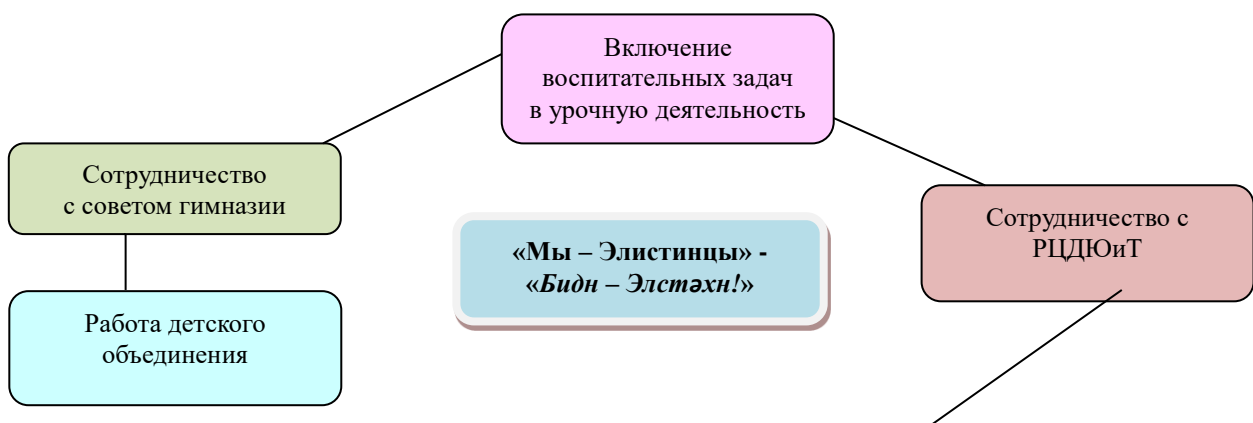 Включение
воспитательных задач
в урочную деятельность
Сотрудничество
с советом гимназии
Сотрудничество с
РЦДЮиТ
«Мы – Элистинцы» -
«Бидн – Элстәхн!»
Работа детского
объединения